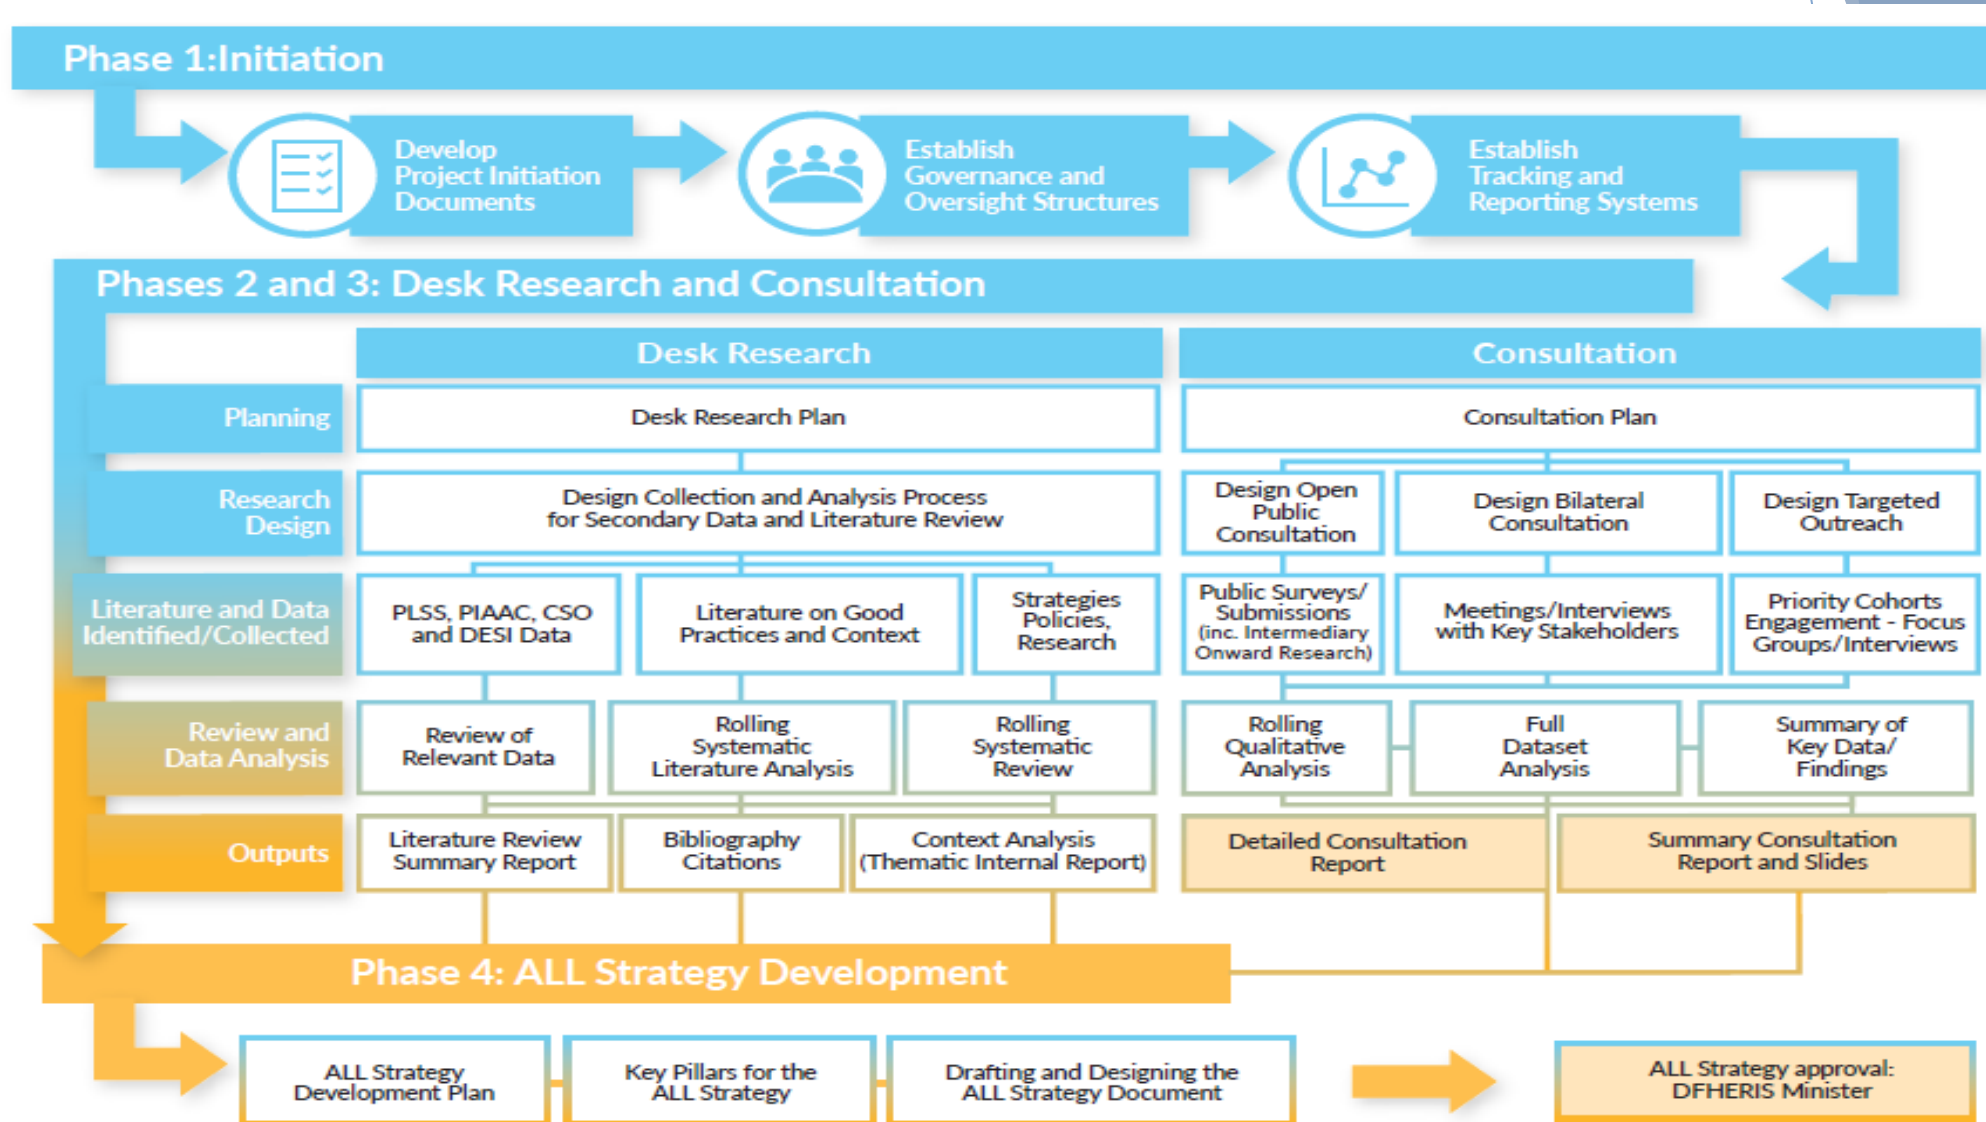 Phase 1:Initiation
Develop
Project Initiation
Documents
Establish
Governance and
Oversight Structures
Establish
Tracking and
Reporting Systems
Phases 2 and 3: Desk Research and Consultation
Desk Research
Consultation
Planning
Desk Research Plan
Consultation Plan
Research
Design
Design Collection and Analysis Process
for Secondary Data and Literature Review
Design Open
Public
Consultation
Design Bilateral
Consultation
Design Targeted
Outreach
Literature and Data
Identified/Collected
PLSS, PIAAC, CSO
and DESI Data
Literature on Good
Practices and Context
Strategies
Policies,
Research
Public Surveys/
Submissions
(inc. Intermediary
Onward Research)
Meetings/Interviews
with Key Stakeholders
Priority Cohorts
Engagement - Focus
Groups/Interviews
Review and
Data Analysis
Review of
Relevant Data
Rolling
Systematic
Literature Analysis
Rolling
Systematic
Review
Rolling
Qualitative
Analysis
Full
Dataset
Analysis
Summary of
Key Data/
Findings
Outputs
Literature Review
Summary Report
Bibliography
Citations
Context Analysis
(Thematic Internal Report)
Detailed Consultation
Report
Summary Consultation
Report and Slides
Phase 4: ALL Strategy Development
ALL Strategy
Development Plan
Key Pillars for the
ALL Strategy
Drafting and Designing the
ALL Strategy Document
ALL Strategy approval:
DFHERIS Minister